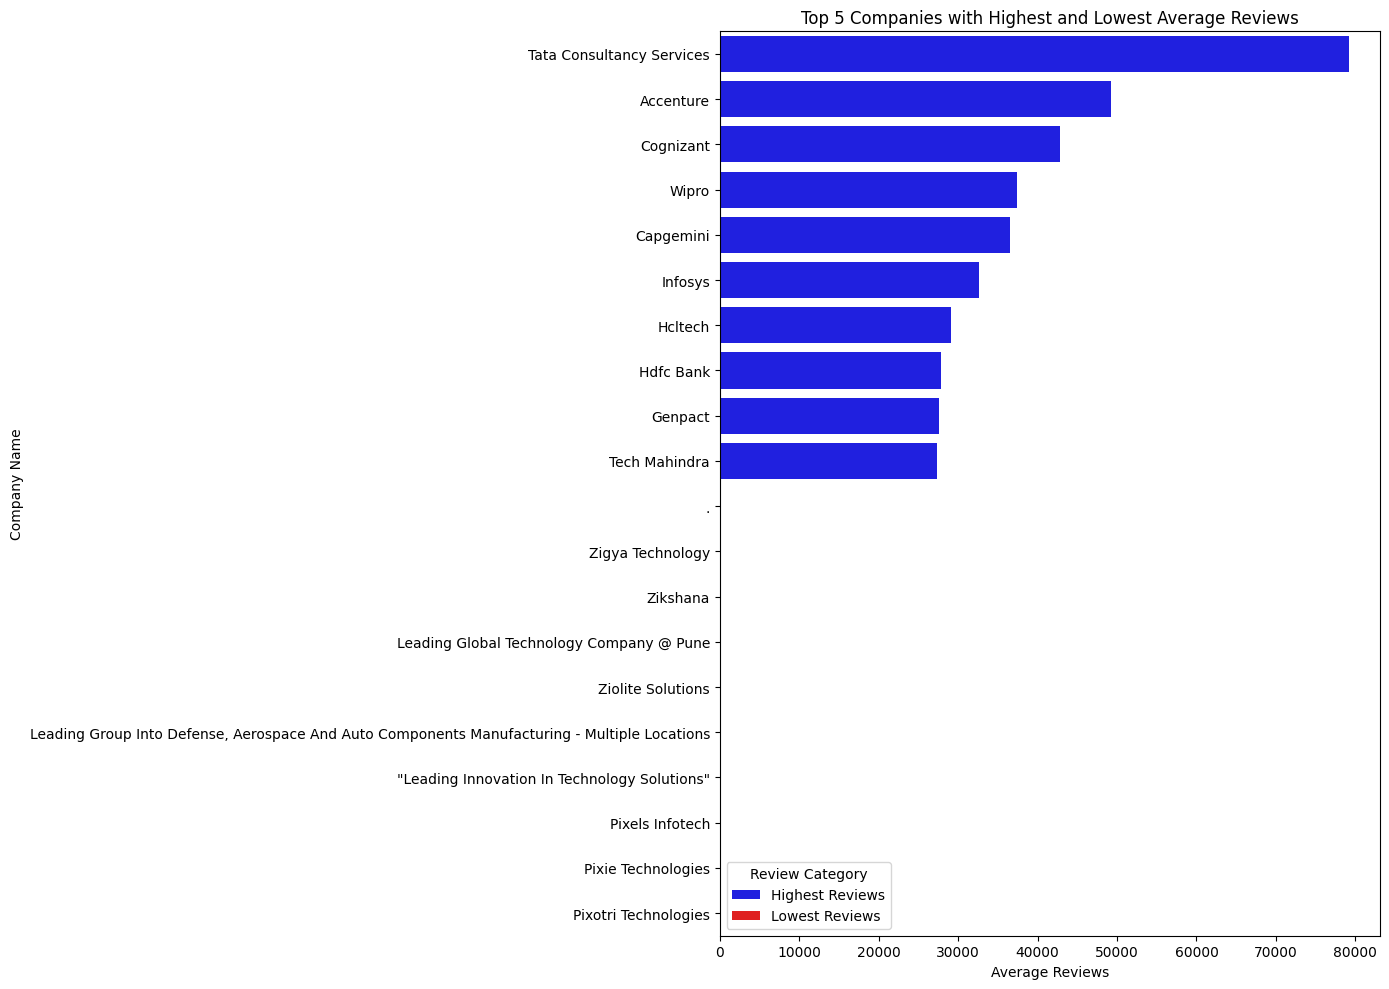 Top 5 Companies with Highest and Lowest Average Reviews
Company Name
Tata Consultancy Services
Accenture
Cognizant
Wipro
Capgemini
Infosys
Hcltech
Hdfc Bank
Genpact
Tech Mahindra
.
Zigya Technology
Zikshana
Leading Global Technology Company @ Pune
Ziolite Solutions
Leading Group Into Defense, Aerospace And Auto Components Manufacturing - Multiple Locations
"Leading Innovation In Technology Solutions"
Pixels Infotech
Pixie Technologies
Pixotri Technologies
Review Category
Highest Reviews
Lowest Reviews
0 10000 20000 30000 40000 50000 60000 70000 80000
Average Reviews